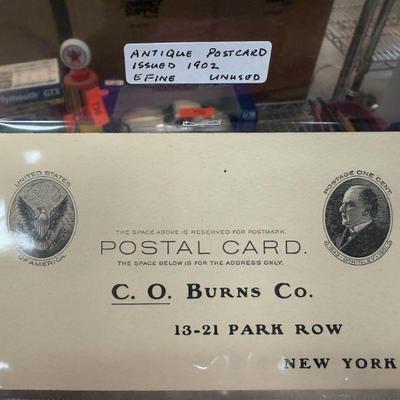 ANTIQUE POSTCARD
ISSUED 1902
EFINE UNUSED
PLYMOUTH GTX
UNITED STATES
OF AMERICA
POSTAGE ONE CENT
THE SPACE ABOVE IS RESERVED FOR POSTMARK.
POSTAL CARD.
THE SPACE BELOW IS FOR THE ADDRESS ONLY.
C. O. BURNS CO.
13-21 PARK ROW
NEW YORK